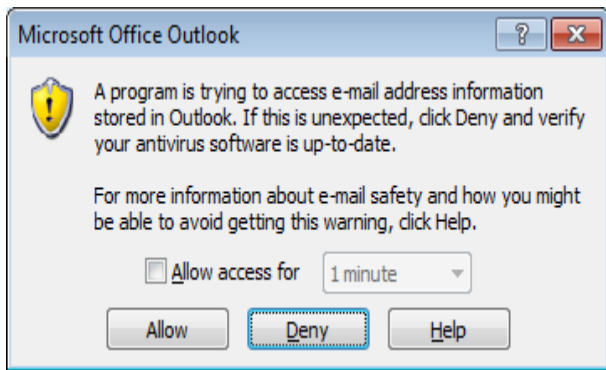 Microsoft Office Outlook
A program is trying to access e-mail address information
stored in Outlook. If this is unexpected, click Deny and verify
your antivirus software is up-to-date.
For more information about e-mail safety and how you might
be able to avoid getting this warning, click Help.
Allow access for 1 minute
Allow Deny Help